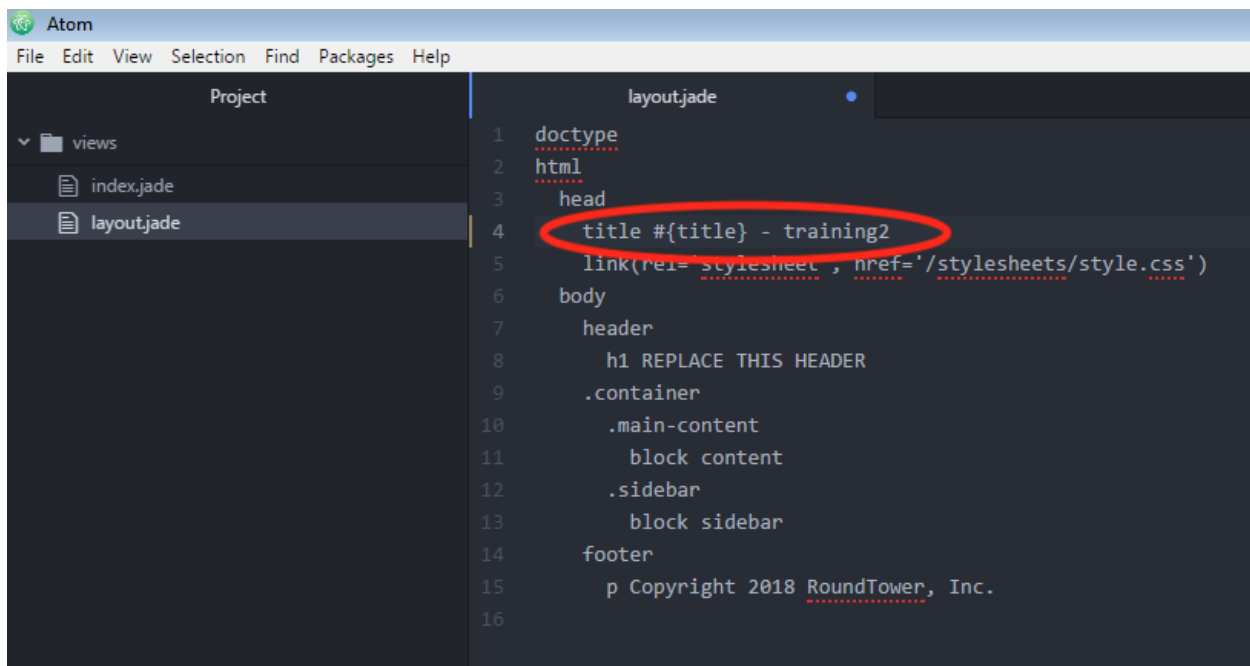 Atom
File Edit View Selection Find Packages Help
Project
layout.jade
views
index.jade
layout.jade
1 doctype
2 html
3 head
4 title #{title} - training2
5 link(rel='stylesheet', href='/stylesheets/style.css')
6 body
7 header
8 h1 REPLACE THIS HEADER
9 .container
10 .main-content
11 block content
12 .sidebar
13 block sidebar
14 footer
15 p Copyright 2018 RoundTower, Inc.
16